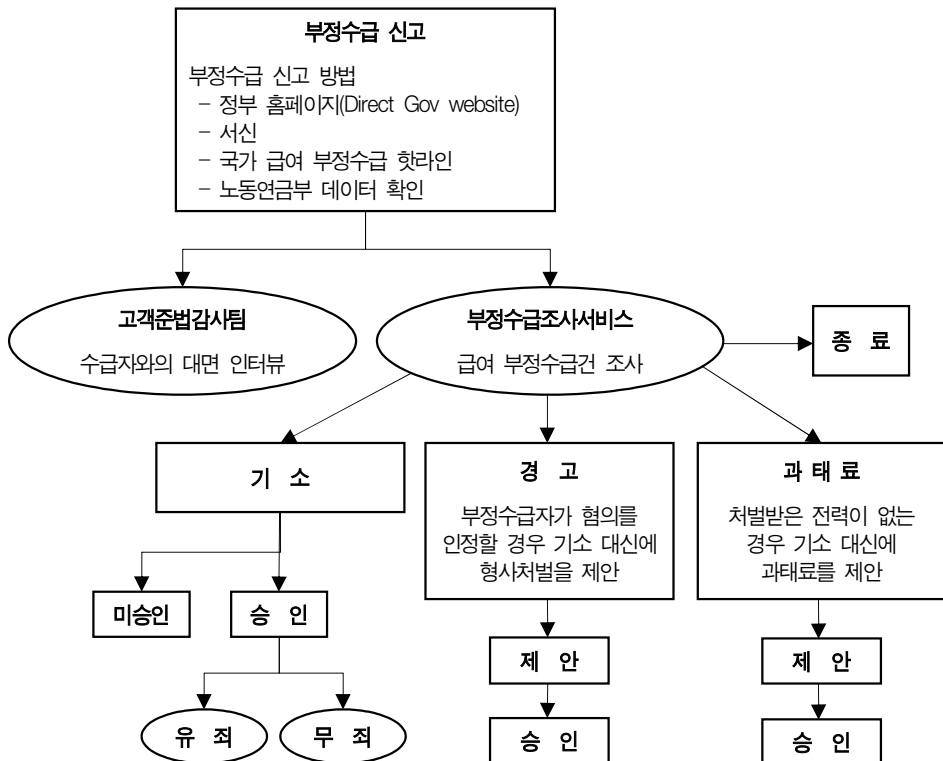 부정수급 신고
부정수급 신고 방법
- 정부 홈페이지(Direct Gov website)
- 서신
- 국가 급여 부정수급 핫라인
- 노동연금부 데이터 확인
고객준법감사팀
수급자와의 대면 인터뷰
부정수급조사서비스
급여 부정수급건 조사
종 료
기 소
경 고
부정수급자가 혐의를
인정할 경우 기소 대신에
형사처벌을 제안
과 태 료
처벌받은 전력이 없는
경우 기소 대신에
과태료를 제안
미승인
승 인
제 안
제 안
유 죄
무 죄
승 인
승 인